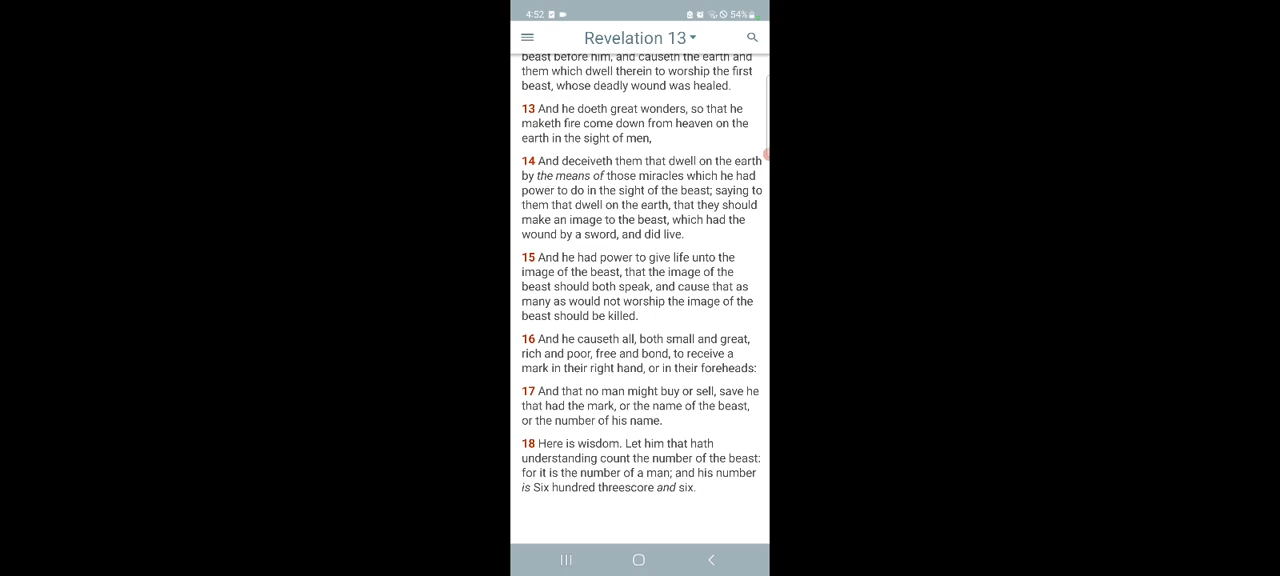 4:52 54%
Revelation 13
beast before him, and causeth the earth and
them which dwell therein to worship the first
beast, whose deadly wound was healed.
13 And he doeth great wonders, so that he
maketh fire come down from heaven on the
earth in the sight of men,
14 And deceiveth them that dwell on the earth
by the means of those miracles which he had
power to do in the sight of the beast; saying to
them that dwell on the earth, that they should
make an image to the beast, which had the
wound by a sword, and did live.
15 And he had power to give life unto the
image of the beast, that the image of the
beast should both speak, and cause that as
many as would not worship the image of the
beast should be killed.
16 And he causeth all, both small and great,
rich and poor, free and bond, to receive a
mark in their right hand, or in their foreheads:
17 And that no man might buy or sell, save he
that had the mark, or the name of the beast,
or the number of his name.
18 Here is wisdom. Let him that hath
understanding count the number of the beast:
for it is the number of a man; and his number
is Six hundred threescore and six.